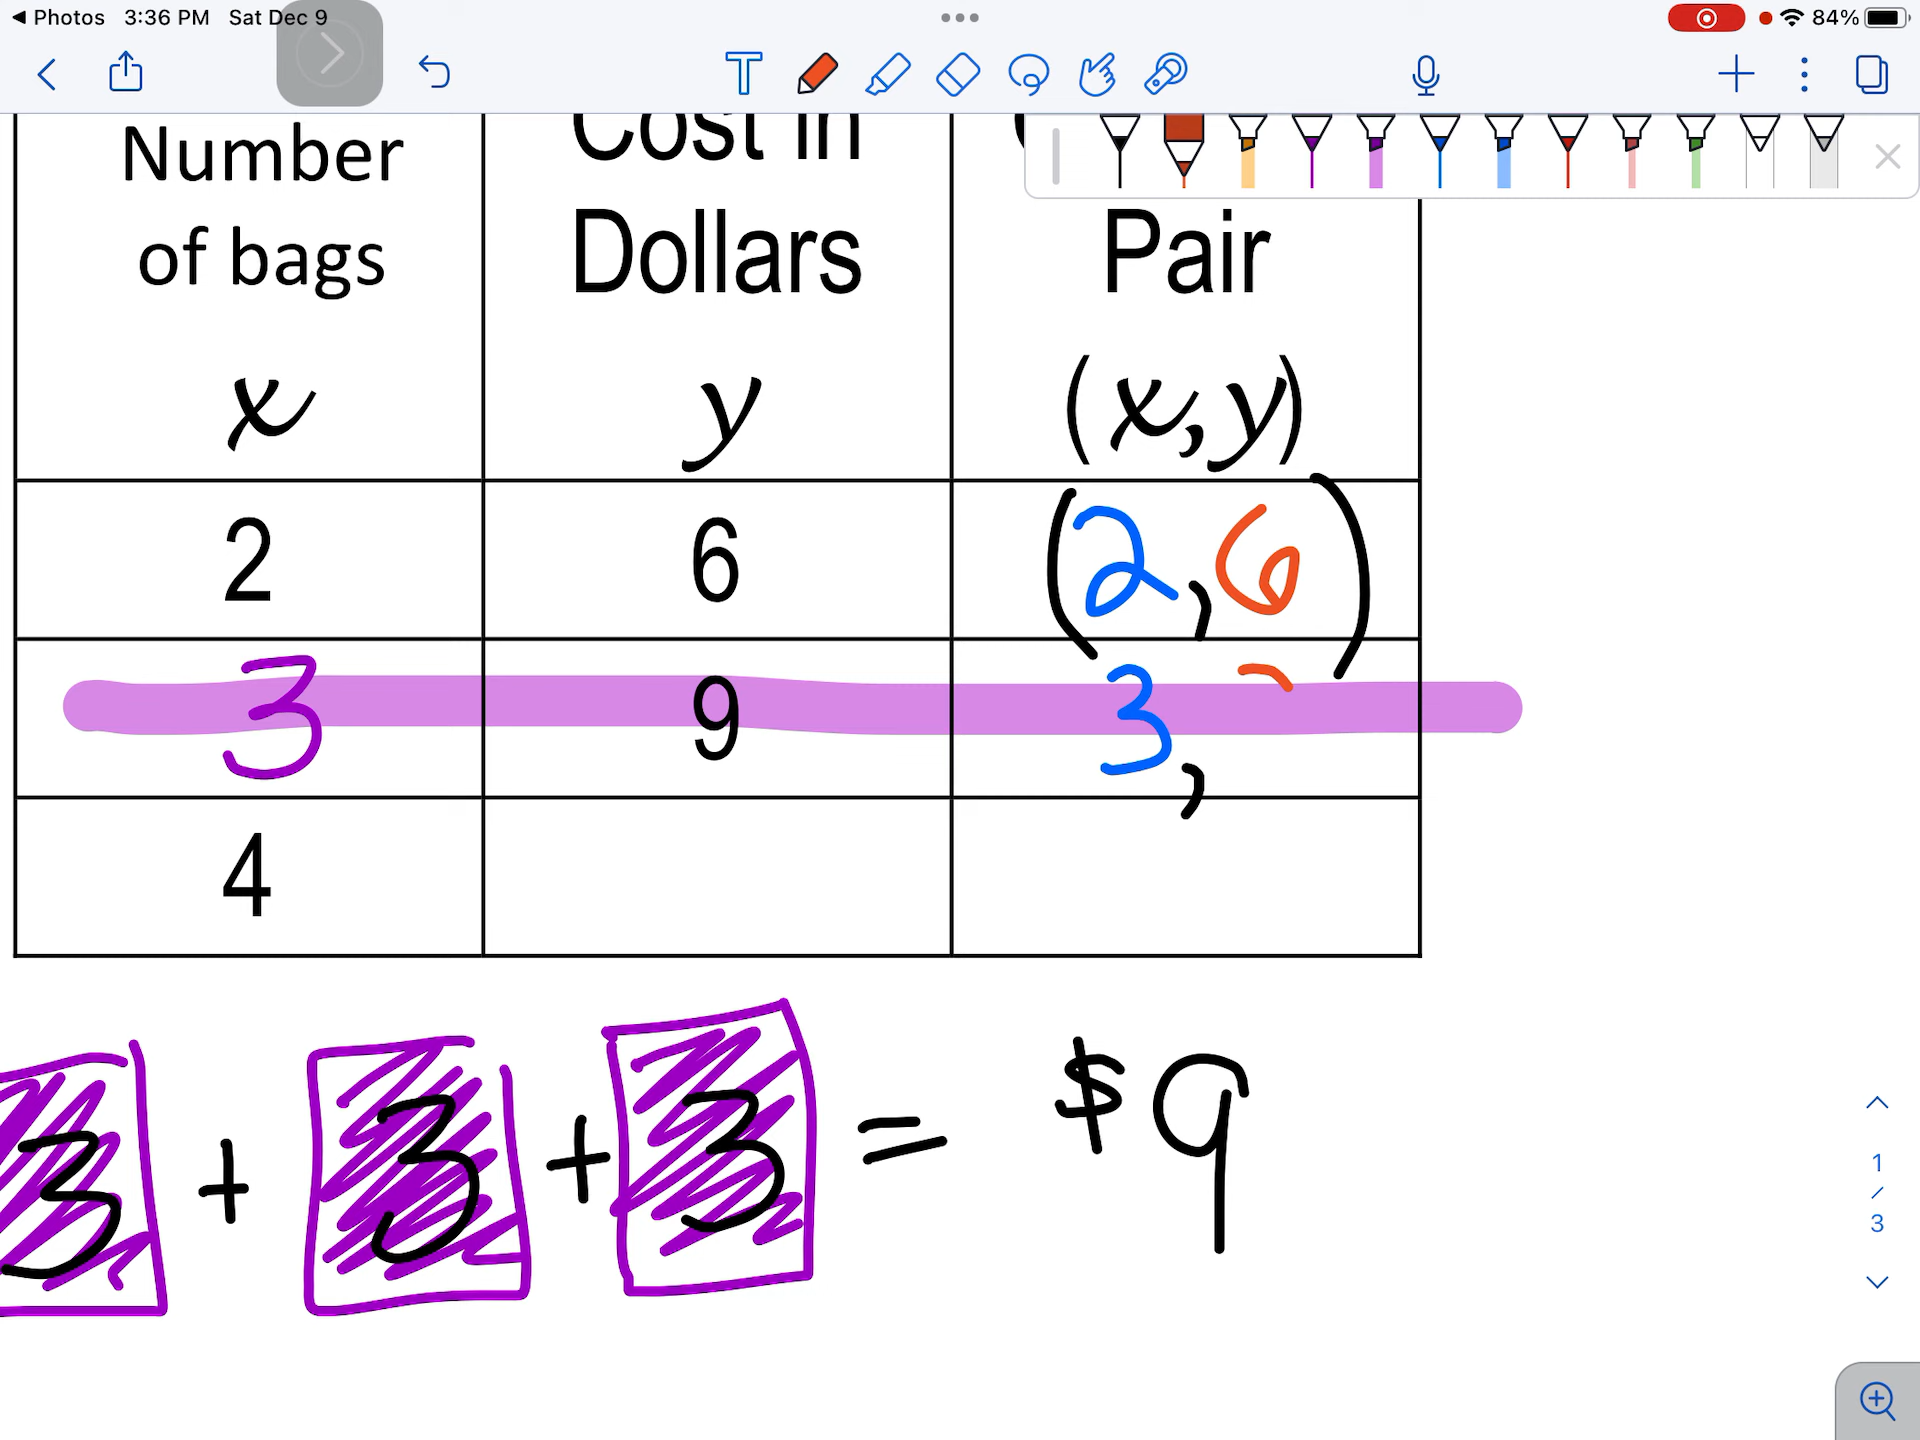 Photos 3:36 PM Sat Dec 9 84%
T
Number of bags x
Cost in Dollars y
Pair (x,y)
2 6 (2,6)
3 9 3,
4
3 + 3 + 3 = $9
1 / 3